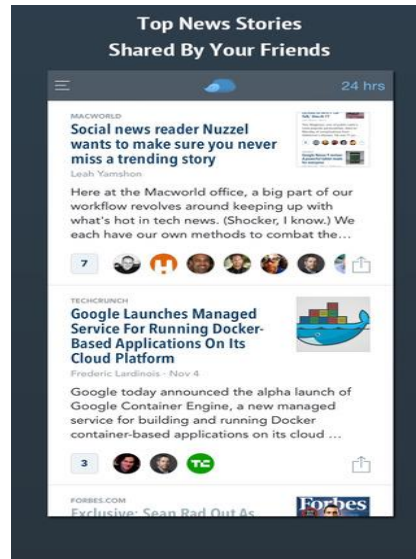 Top News Stories
Shared By Your Friends
24 hrs
MACWORLD
Social news reader Nuzzel
wants to make sure you never
miss a trending story
Leah Yamshon
Here at the Macworld office, a big part of our
workflow revolves around keeping up with
what's hot in tech news. (Shocker, I know.) We
each have our own methods to combat the...
7
TECHCRUNCH
Google Launches Managed
Service For Running Docker-
Based Applications On Its
Cloud Platform
Frederic Lardinois · Nov 4
Google today announced the alpha launch of
Google Container Engine, a new managed
service for building and running Docker
container-based applications on its cloud ...
3
TC
FORBES.COM
Forbes
Exclusive: Sean Rad Out As